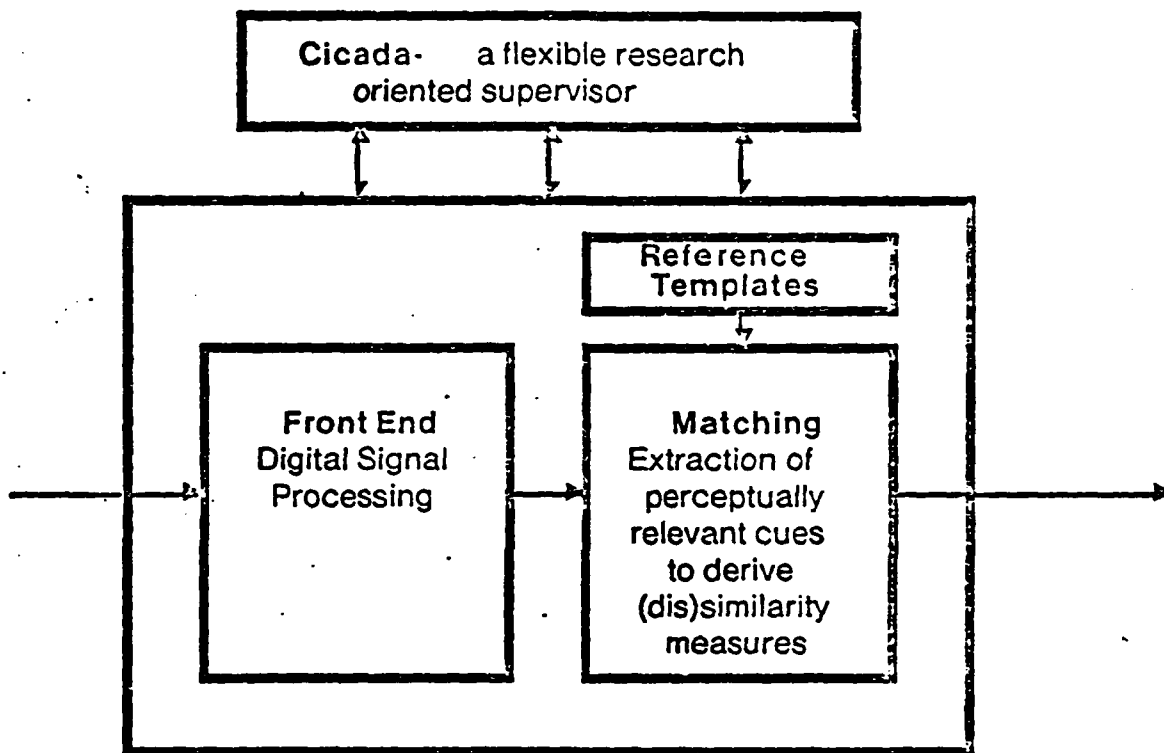 Cicada- a flexible research
oriented supervisor
Reference
Templates
Front End
Digital Signal
Processing
Matching
Extraction of
perceptually
relevant cues
to derive
(dis)similarity
measures